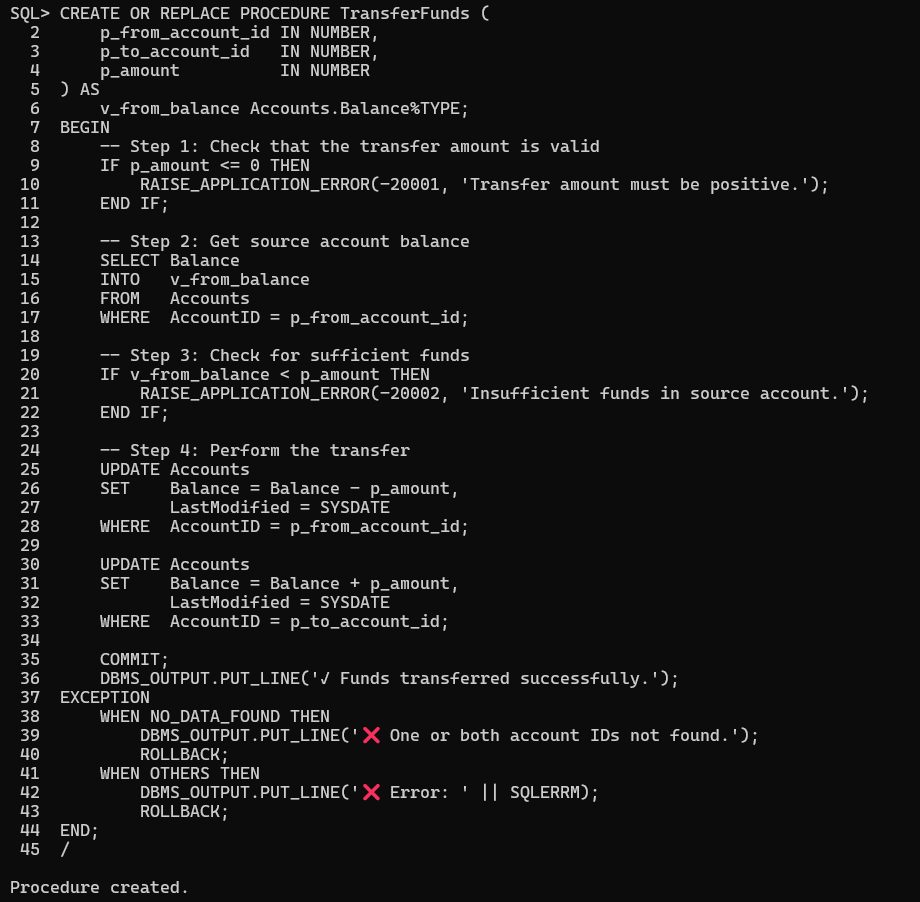 SQL> CREATE OR REPLACE PROCEDURE TransferFunds (
  2      p_from_account_id IN NUMBER,
  3      p_to_account_id   IN NUMBER,
  4      p_amount          IN NUMBER
  5  ) AS
  6      v_from_balance Accounts.Balance%TYPE;
  7  BEGIN
  8      -- Step 1: Check that the transfer amount is valid
  9      IF p_amount <= 0 THEN
 10          RAISE_APPLICATION_ERROR(-20001, 'Transfer amount must be positive.');
 11      END IF;
 12
 13      -- Step 2: Get source account balance
 14      SELECT Balance
 15      INTO   v_from_balance
 16      FROM   Accounts
 17      WHERE  AccountID = p_from_account_id;
 18
 19      -- Step 3: Check for sufficient funds
 20      IF v_from_balance < p_amount THEN
 21          RAISE_APPLICATION_ERROR(-20002, 'Insufficient funds in source account.');
 22      END IF;
 23
 24      -- Step 4: Perform the transfer
 25      UPDATE Accounts
 26      SET    Balance = Balance - p_amount,
 27             LastModified = SYSDATE
 28      WHERE  AccountID = p_from_account_id;
 29
 30      UPDATE Accounts
 31      SET    Balance = Balance + p_amount,
 32             LastModified = SYSDATE
 33      WHERE  AccountID = p_to_account_id;
 34
 35      COMMIT;
 36      DBMS_OUTPUT.PUT_LINE('√ Funds transferred successfully.');
 37  EXCEPTION
 38      WHEN NO_DATA_FOUND THEN
 39          DBMS_OUTPUT.PUT_LINE('❌ One or both account IDs not found.');
 40          ROLLBACK;
 41      WHEN OTHERS THEN
 42          DBMS_OUTPUT.PUT_LINE('❌ Error: ' || SQLERRM);
 43          ROLLBACK;
 44  END;
 45  /

Procedure created.